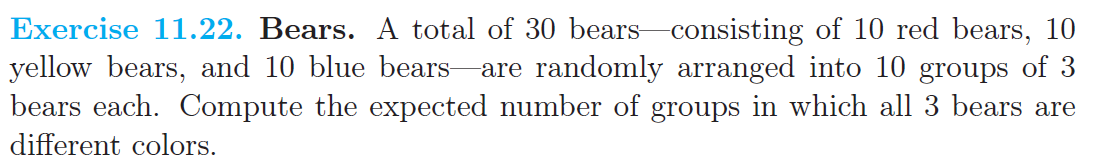 Exercise 11.22. Bears. A total of 30 bears—consisting of 10 red bears, 10
yellow bears, and 10 blue bears—are randomly arranged into 10 groups of 3
bears each. Compute the expected number of groups in which all 3 bears are
different colors.